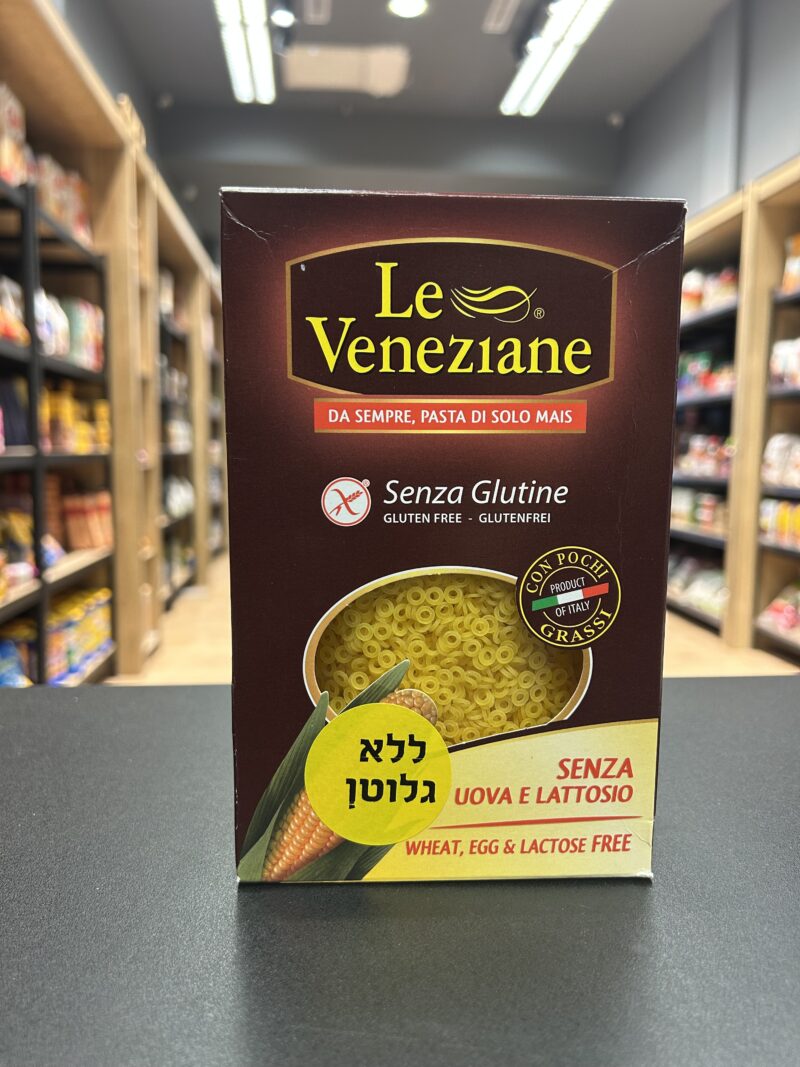 Le
Veneziane®
DA SEMPRE, PASTA DI SOLO MAIS
Senza Glutine
GLUTEN FREE - GLUTENFREI
CON POCHI
PRODUCT
OF ITALY
GRASSI
ללא
גלוטן
SENZA
UOVA E LATTOSIO
WHEAT, EGG & LACTOSE FREE